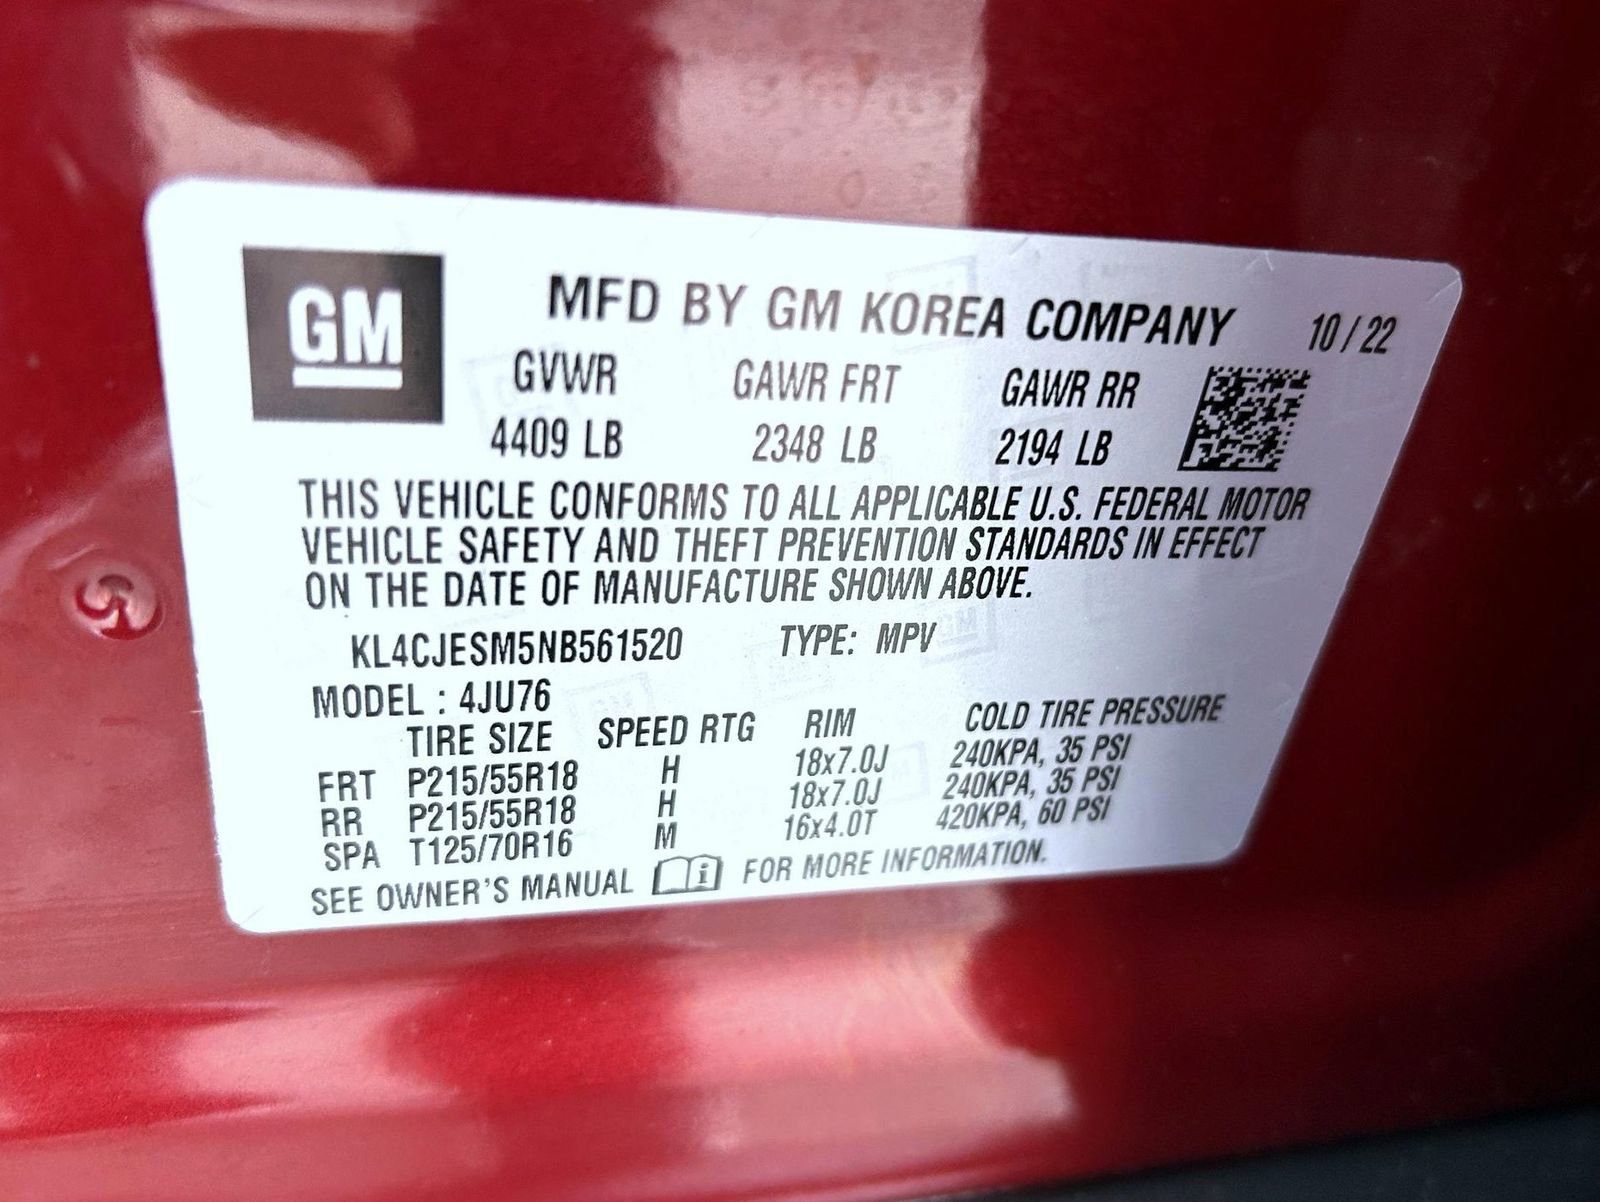 GM
MFD BY GM KOREA COMPANY 10 / 22
GVWR GAWR FRT GAWR RR
4409 LB 2348 LB 2194 LB
THIS VEHICLE CONFORMS TO ALL APPLICABLE U.S. FEDERAL MOTOR
VEHICLE SAFETY AND THEFT PREVENTION STANDARDS IN EFFECT
ON THE DATE OF MANUFACTURE SHOWN ABOVE.
KL4CJESM5NB561520 TYPE: MPV
MODEL : 4JU76
TIRE SIZE SPEED RTG RIM COLD TIRE PRESSURE
FRT P215/55R18 H 18x7.0J 240KPA, 35 PSI
RR P215/55R18 H 18x7.0J 240KPA, 35 PSI
SPA T125/70R16 M 16x4.0T 420KPA, 60 PSI
SEE OWNER'S MANUAL i FOR MORE INFORMATION.